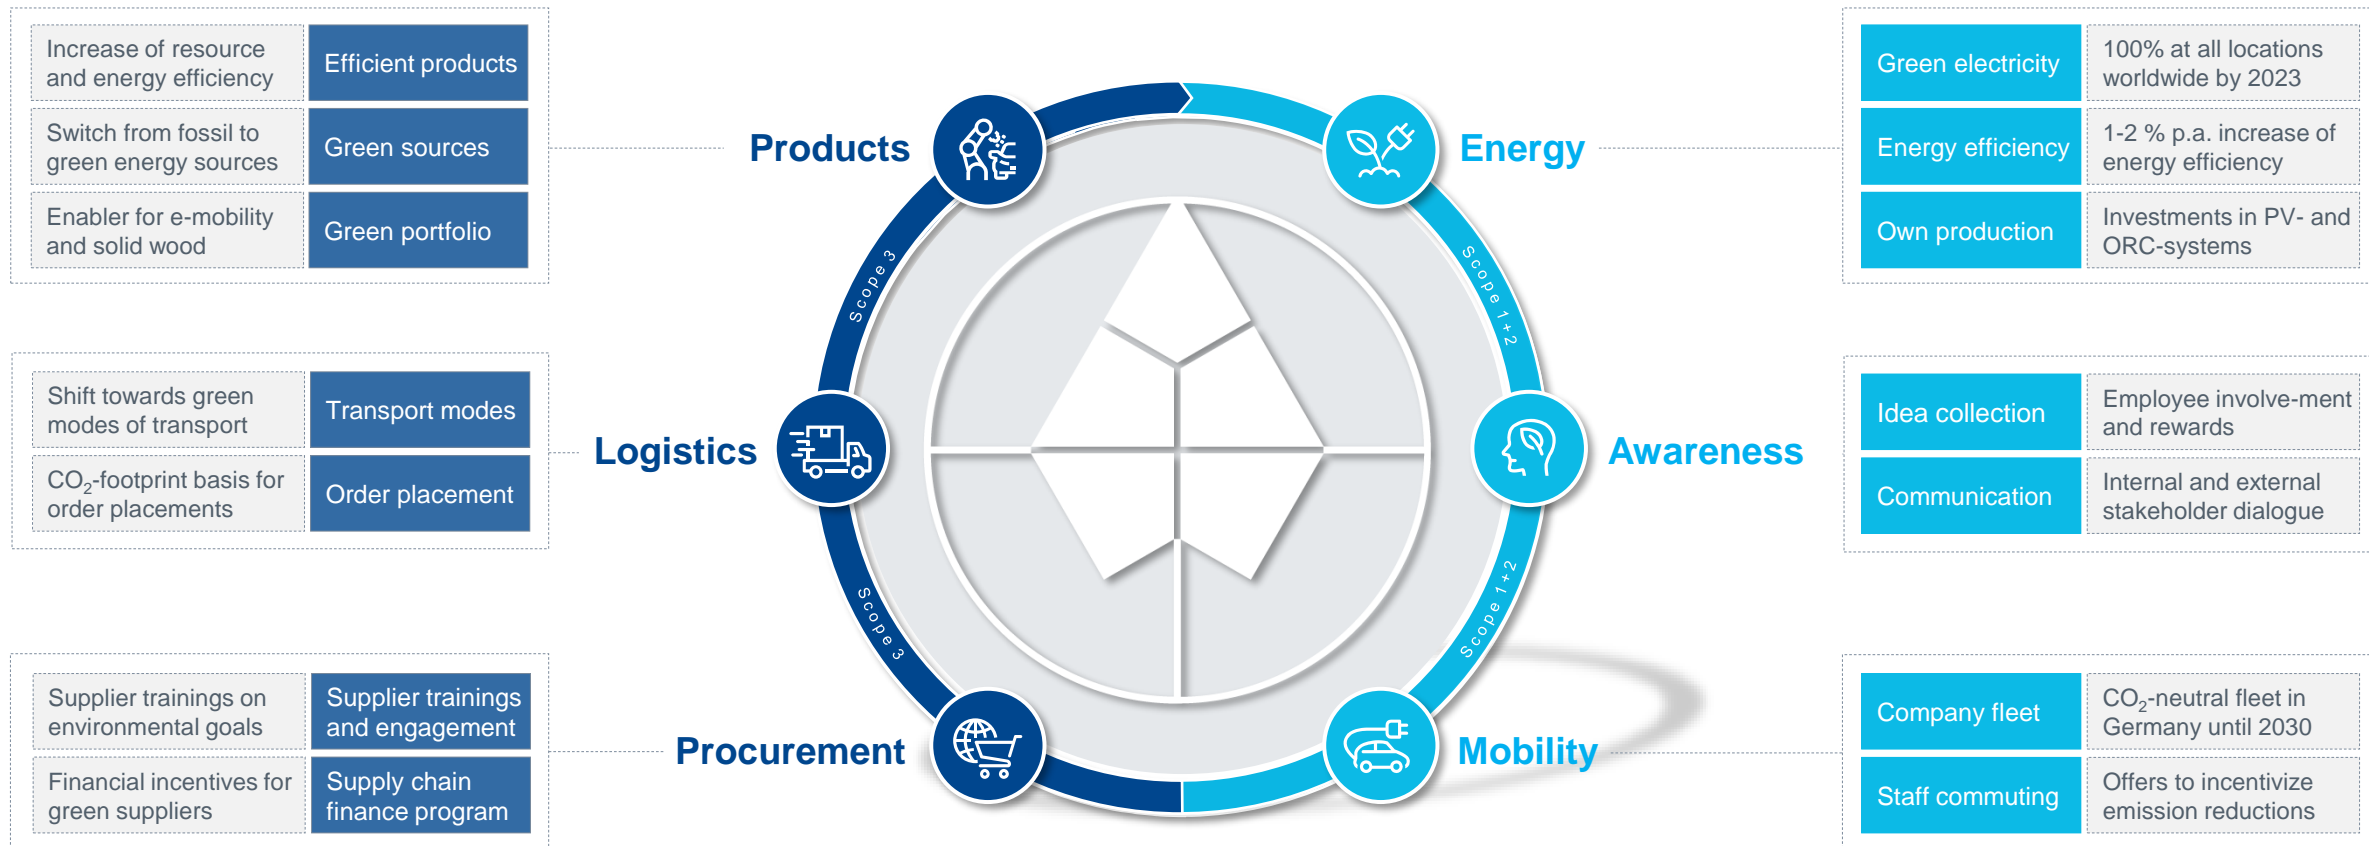 Increase of resource
and energy efficiency
Efficient products
Switch from fossil to
green energy sources
Green sources
Enabler for e-mobility
and solid wood
Green portfolio
Products
Energy
Green electricity
100% at all locations
worldwide by 2023
Energy efficiency
1-2 % p.a. increase of
energy efficiency
Own production
Investments in PV- and
ORC-systems
Scope 3
Scope 1+2
Shift towards green
modes of transport
Transport modes
CO₂-footprint basis for
order placements
Order placement
Logistics
Awareness
Idea collection
Employee involve-ment
and rewards
Communication
Internal and external
stakeholder dialogue
Scope 3
Scope 1+2
Supplier trainings on
environmental goals
Supplier trainings
and engagement
Financial incentives for
green suppliers
Supply chain
finance program
Procurement
Mobility
Company fleet
CO₂-neutral fleet in
Germany until 2030
Staff commuting
Offers to incentivize
emission reductions